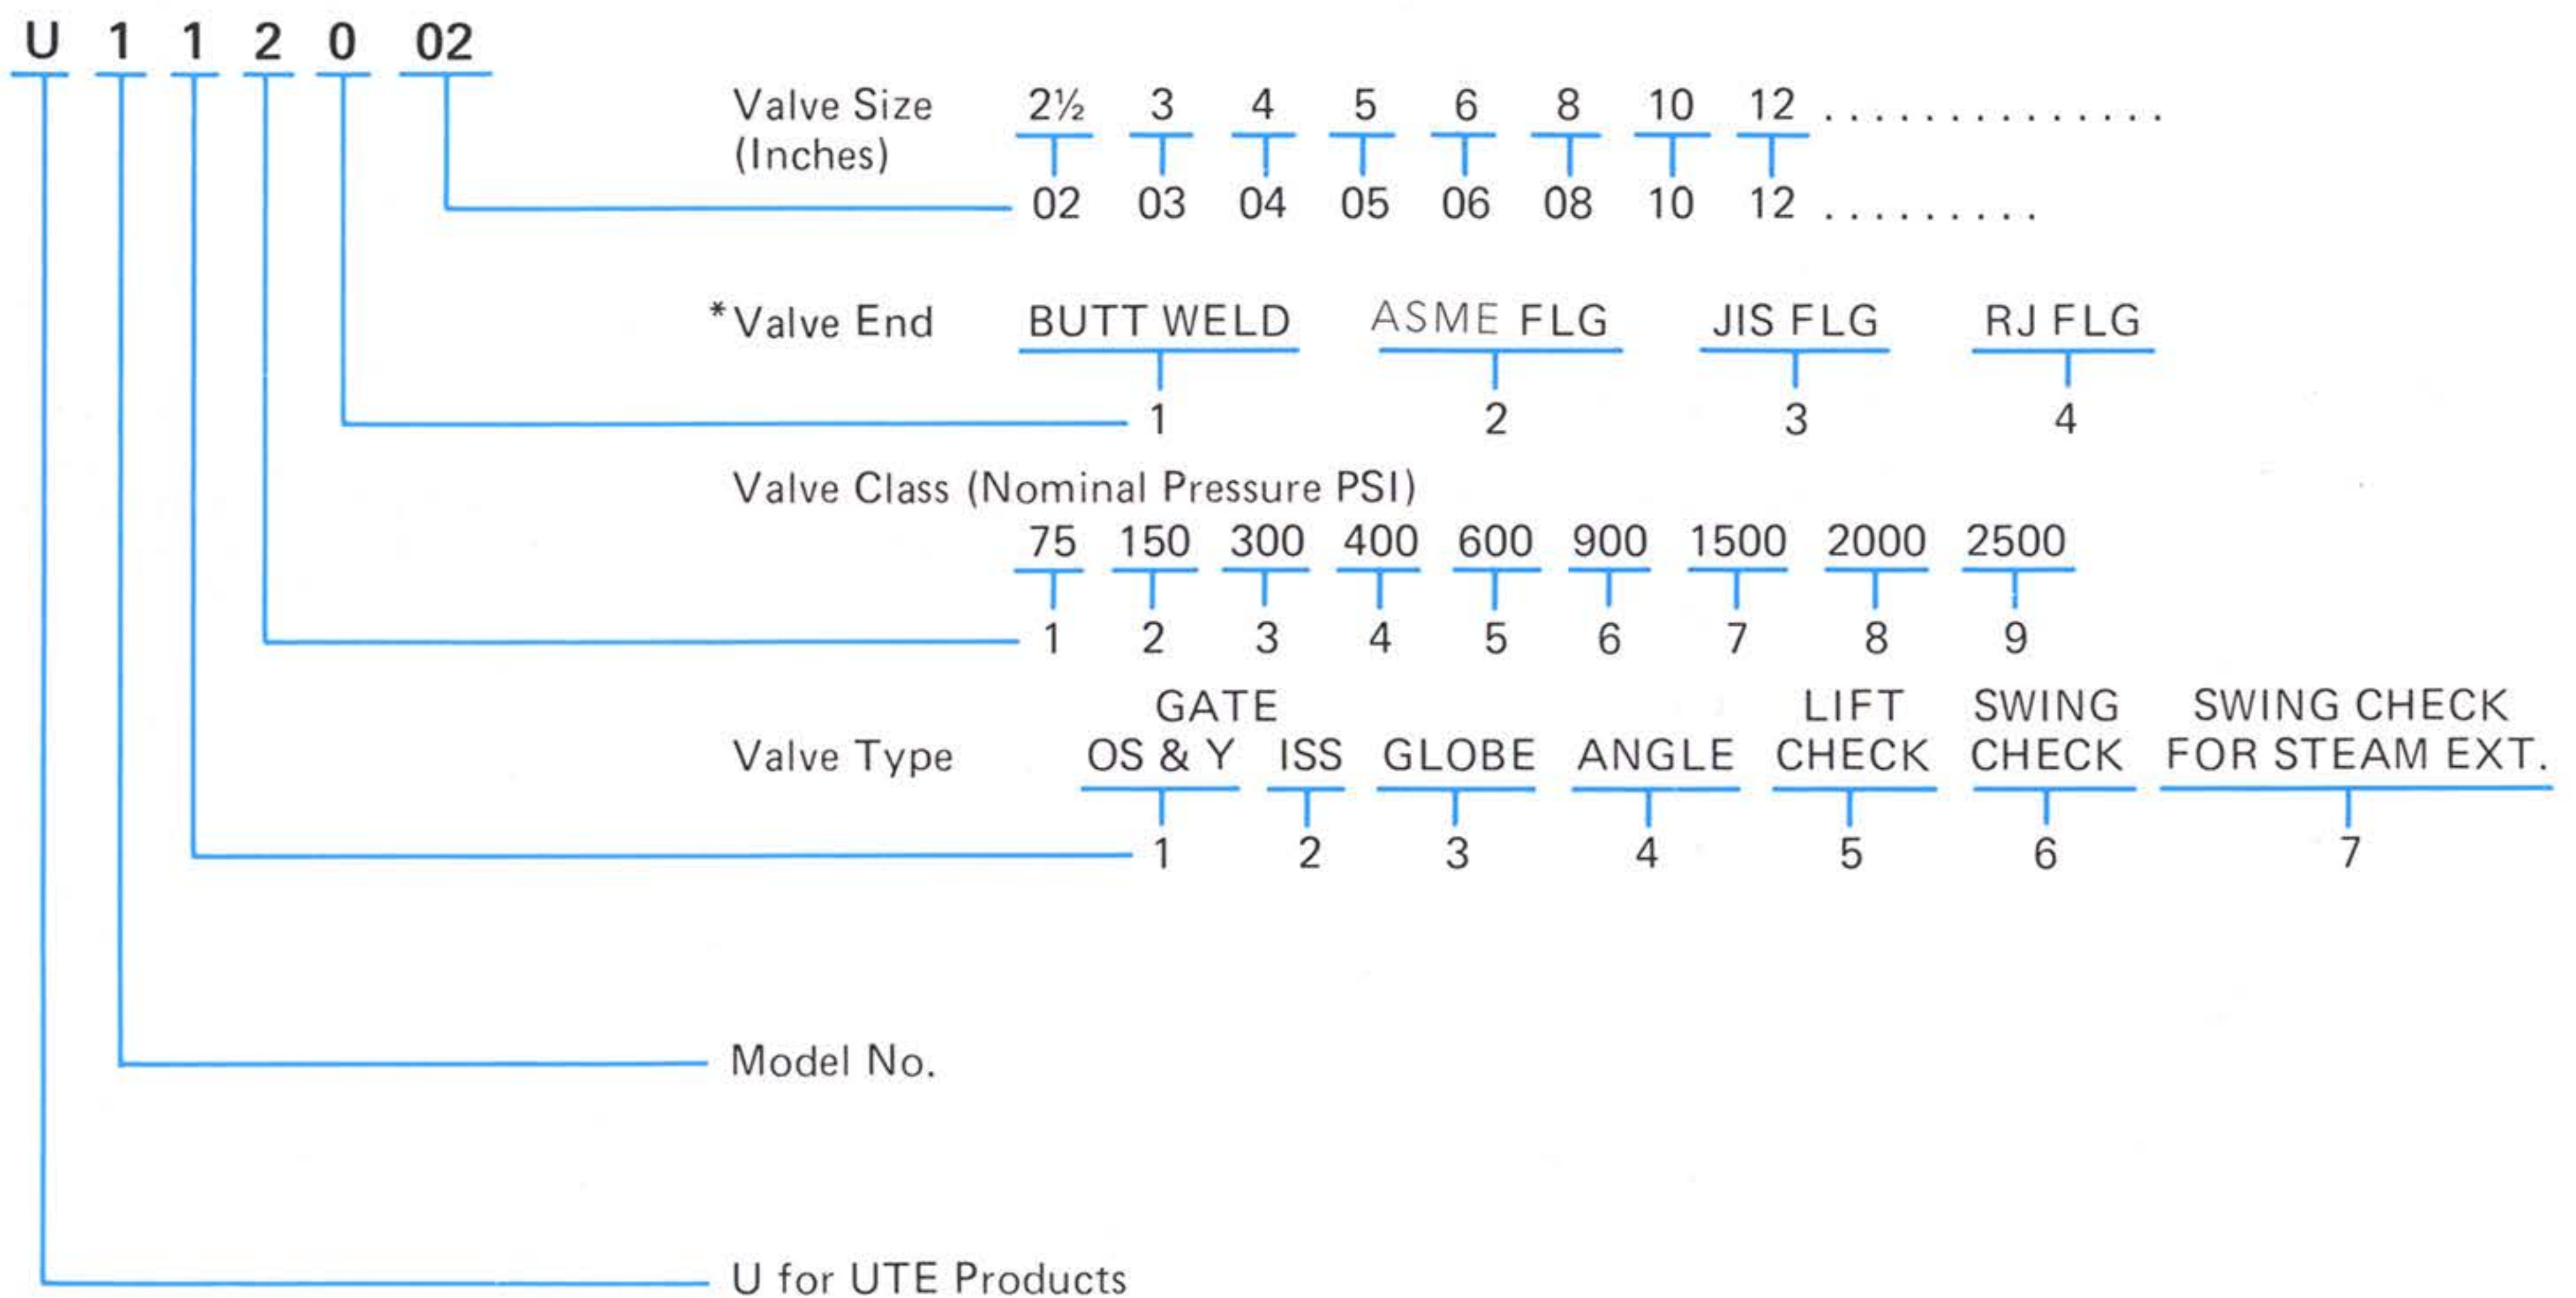 U 1 1 2 0 02
Valve Size 2½ 3 4 5 6 8 10 12 ..............
(Inches)
02 03 04 05 06 08 10 12 .........
*Valve End BUTT WELD ASME FLG JIS FLG RJ FLG
1 2 3 4
Valve Class (Nominal Pressure PSI)
75 150 300 400 600 900 1500 2000 2500
1 2 3 4 5 6 7 8 9
GATE LIFT SWING SWING CHECK
Valve Type OS & Y ISS GLOBE ANGLE CHECK CHECK FOR STEAM EXT.
1 2 3 4 5 6 7
Model No.
U for UTE Products